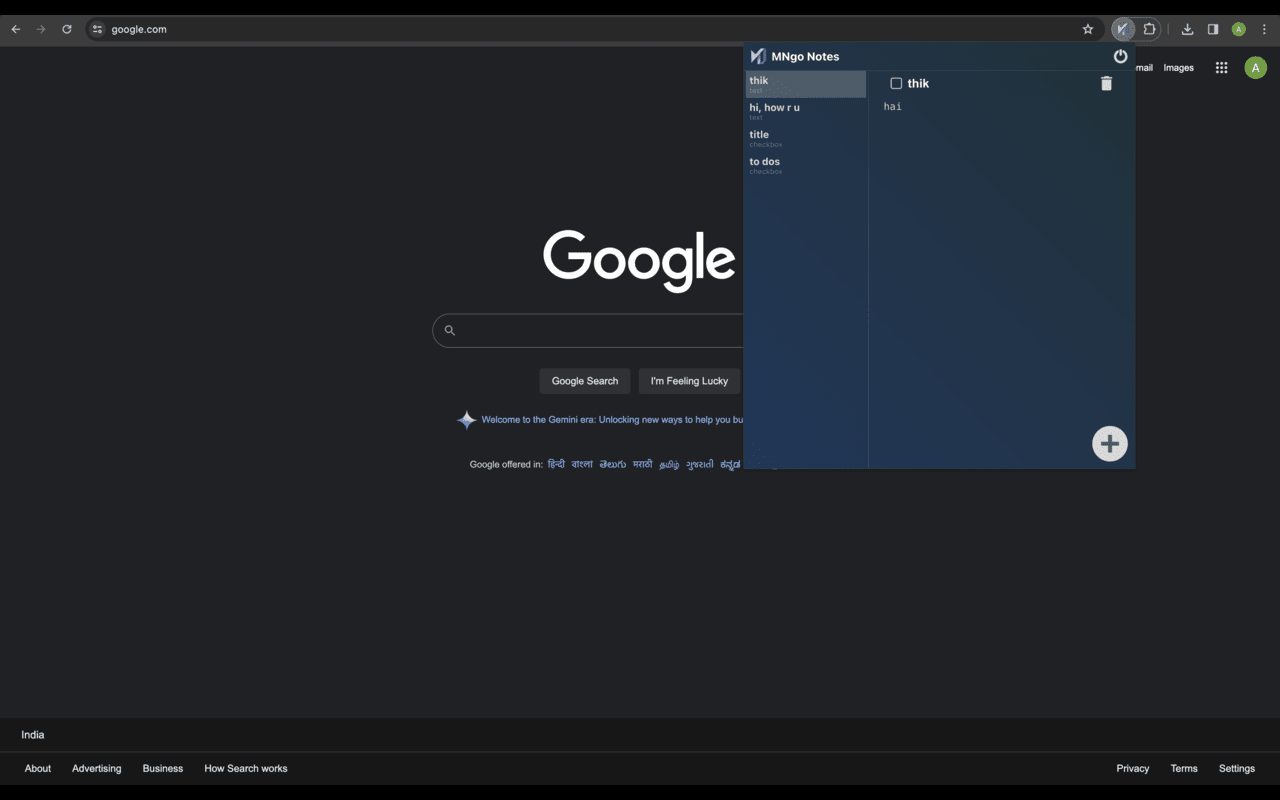 google.com
A
MNgo Notes
mail Images
A
thik
text
hi, how r u
text
title
checkbox
to dos
checkbox
thik
hai
Google
Google Search I'm Feeling Lucky
Welcome to the Gemini era: Unlocking new ways to help you bu
Google offered in: हिन्दी বাংলা తెలుగు मराठी தமிழ் ગુજરાતી ಕನ್ನಡ
India
About Advertising Business How Search works
Privacy Terms Settings